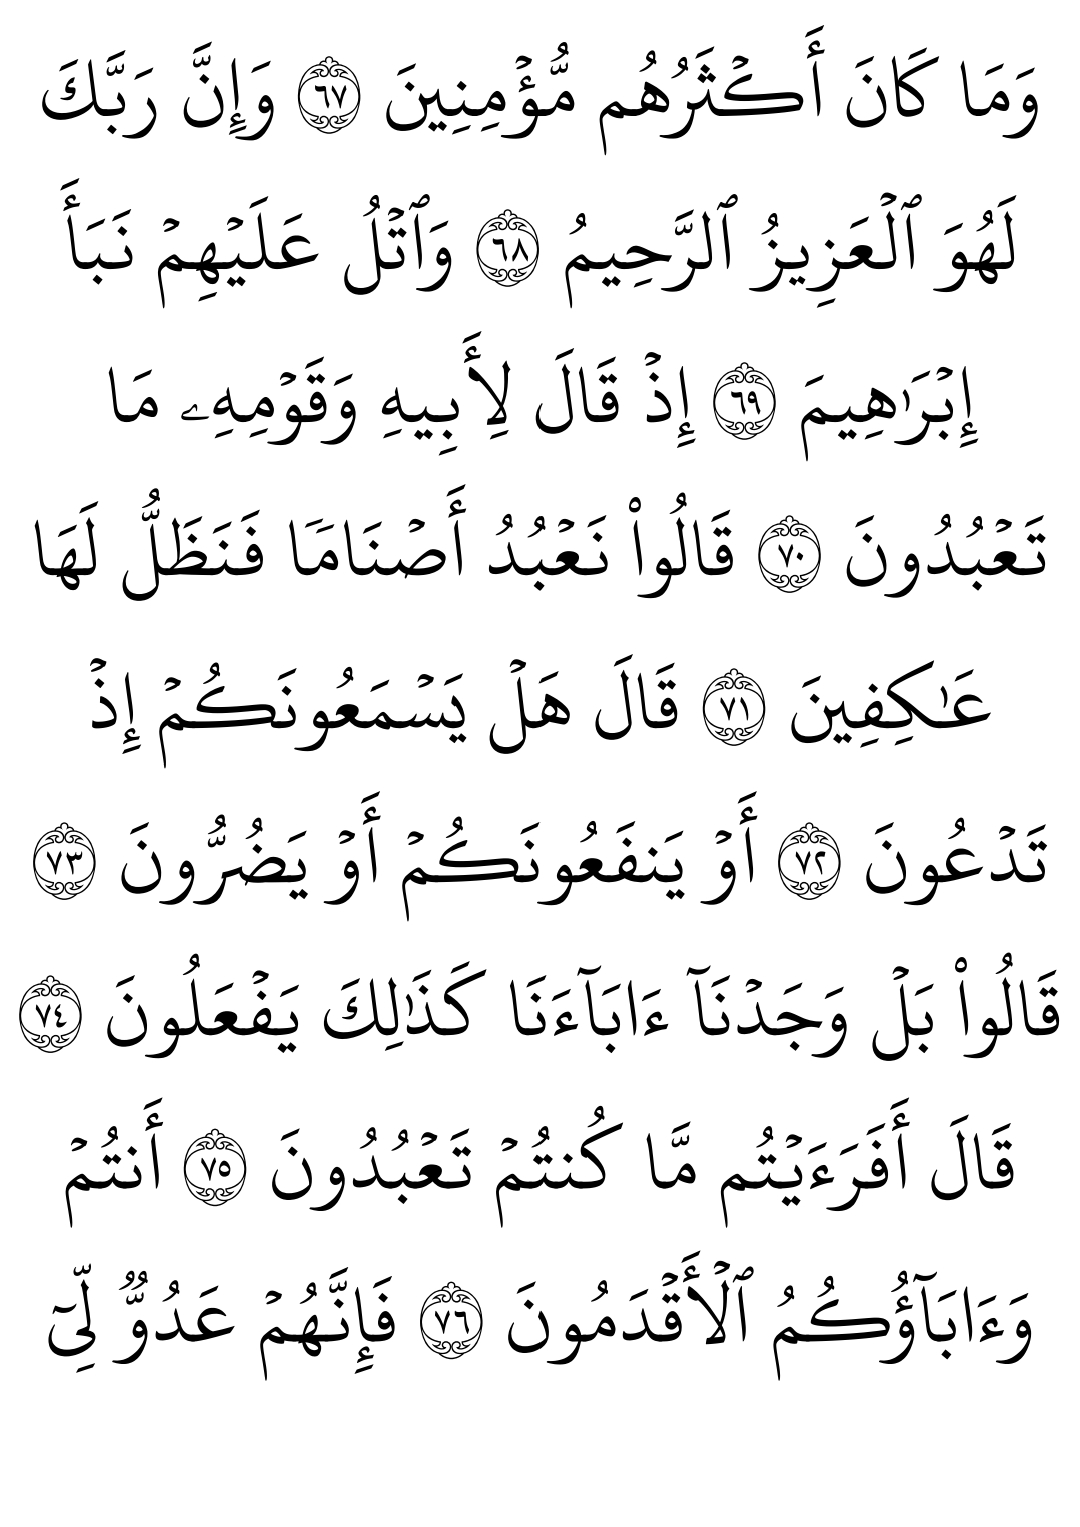 وَمَا كَانَ أَكۡثَرُهُم مُّؤۡمِنِينَ ٦٧ وَإِنَّ رَبَّكَ
لَهُوَ ٱلۡعَزِيزُ ٱلرَّحِيمُ ٦٨ وَٱتۡلُ عَلَيۡهِمۡ نَبَأَ
إِبۡرَٰهِيمَ ٦٩ إِذۡ قَالَ لِأَبِيهِ وَقَوۡمِهِۦ مَا
تَعۡبُدُونَ ٧٠ قَالُواْ نَعۡبُدُ أَصۡنَامَٗا فَنَظَلُّ لَهَا
عَٰكِفِينَ ٧١ قَالَ هَلۡ يَسۡمَعُونَكُمۡ إِذۡ
تَدۡعُونَ ٧٢ أَوۡ يَنفَعُونَكُمۡ أَوۡ يَضُرُّونَ ٧٣
قَالُواْ بَلۡ وَجَدۡنَآ ءَابَآءَنَا كَذَٰلِكَ يَفۡعَلُونَ ٧٤
قَالَ أَفَرَءَيۡتُم مَّا كُنتُمۡ تَعۡبُدُونَ ٧٥ أَنتُمۡ
وَءَابَآؤُكُمُ ٱلۡأَقۡدَمُونَ ٧٦ فَإِنَّهُمۡ عَدُوّٞ لِّيٓ